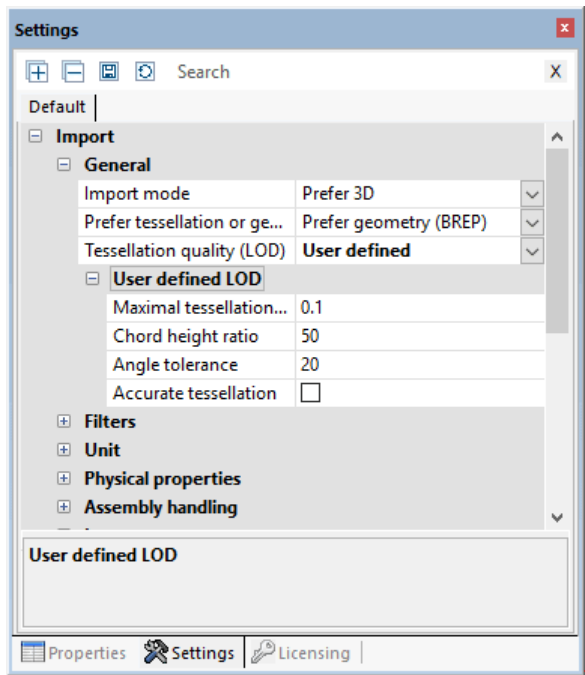 Settings
Search X
Default
Import
General
Import mode Prefer 3D
Prefer tessellation or ge... Prefer geometry (BREP)
Tessellation quality (LOD) User defined
User defined LOD
Maximal tessellation... 0.1
Chord height ratio 50
Angle tolerance 20
Accurate tessellation
Filters
Unit
Physical properties
Assembly handling
User defined LOD
Properties Settings Licensing